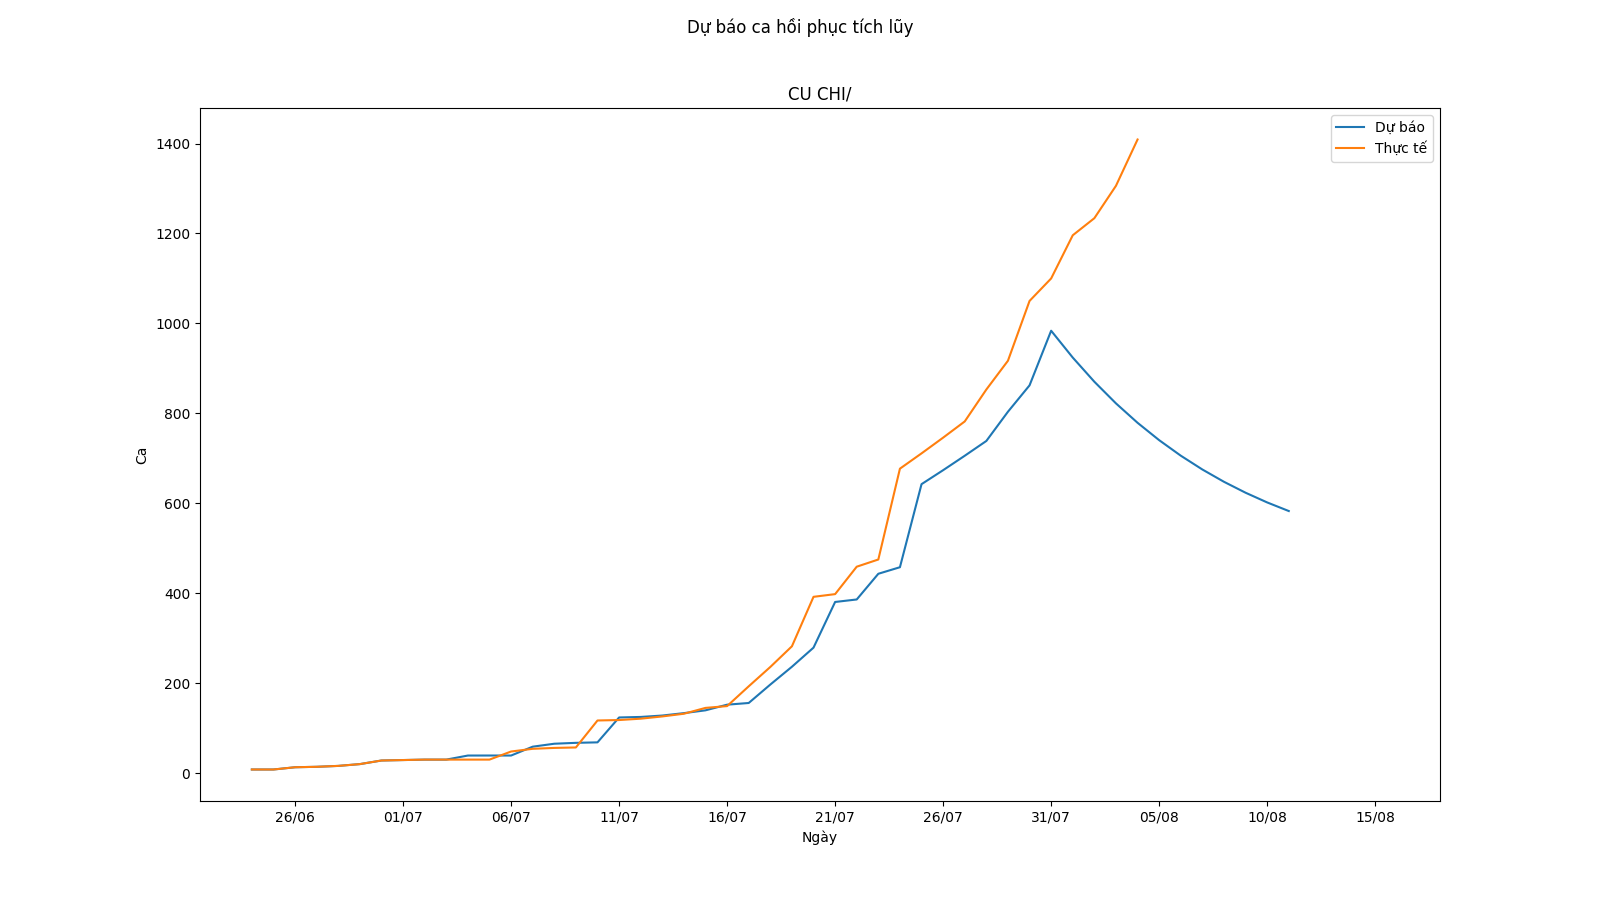 Dự báo ca hồi phục tích lũy
CU CHI/
Dự báo
Thực tế
1400
1200
1000
800
600
400
200
0
Ca
26/06 01/07 06/07 11/07 16/07 21/07 26/07 31/07 05/08 10/08 15/08
Ngày